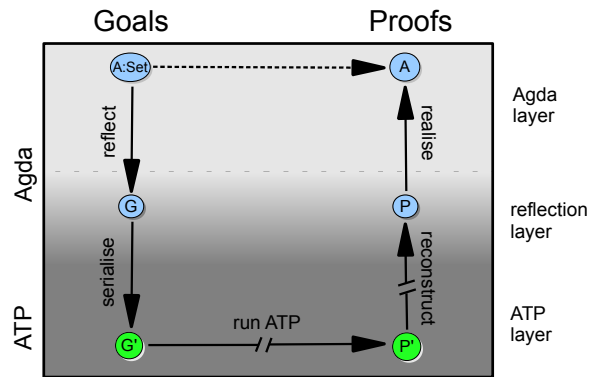 Goals
Proofs
A:Set
A
Agda
layer
reflect
realise
Agda
G
P
reflection
layer
serialise
reconstruct
ATP
run ATP
ATP
layer
G'
P'